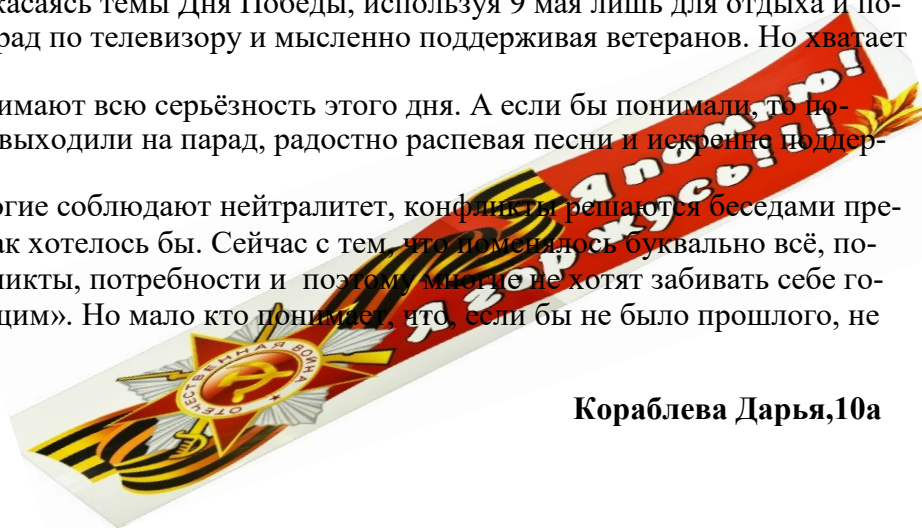 касаясь темы Дня Победы, используя 9 мая лишь для отдыха и по-
рад по телевизору и мысленно поддерживая ветеранов. Но хватает
имают всю серьёзность этого дня. А если бы понимали, то по-
выходили на парад, радостно распевая песни и искренне поддер-
огие соблюдают нейтралитет, конфликты решаются беседами пре-
ак хотелось бы. Сейчас с тем, что поменялось буквально всё, по-
ликты, потребности и поэтому многие не хотят забивать себе го-
щим». Но мало кто понимает, что, если бы не было прошлого, не
Я помню!
Я горжусь!!!
ОТЕЧЕСТВЕННАЯ ВОЙНА
Кораблева Дарья,10а